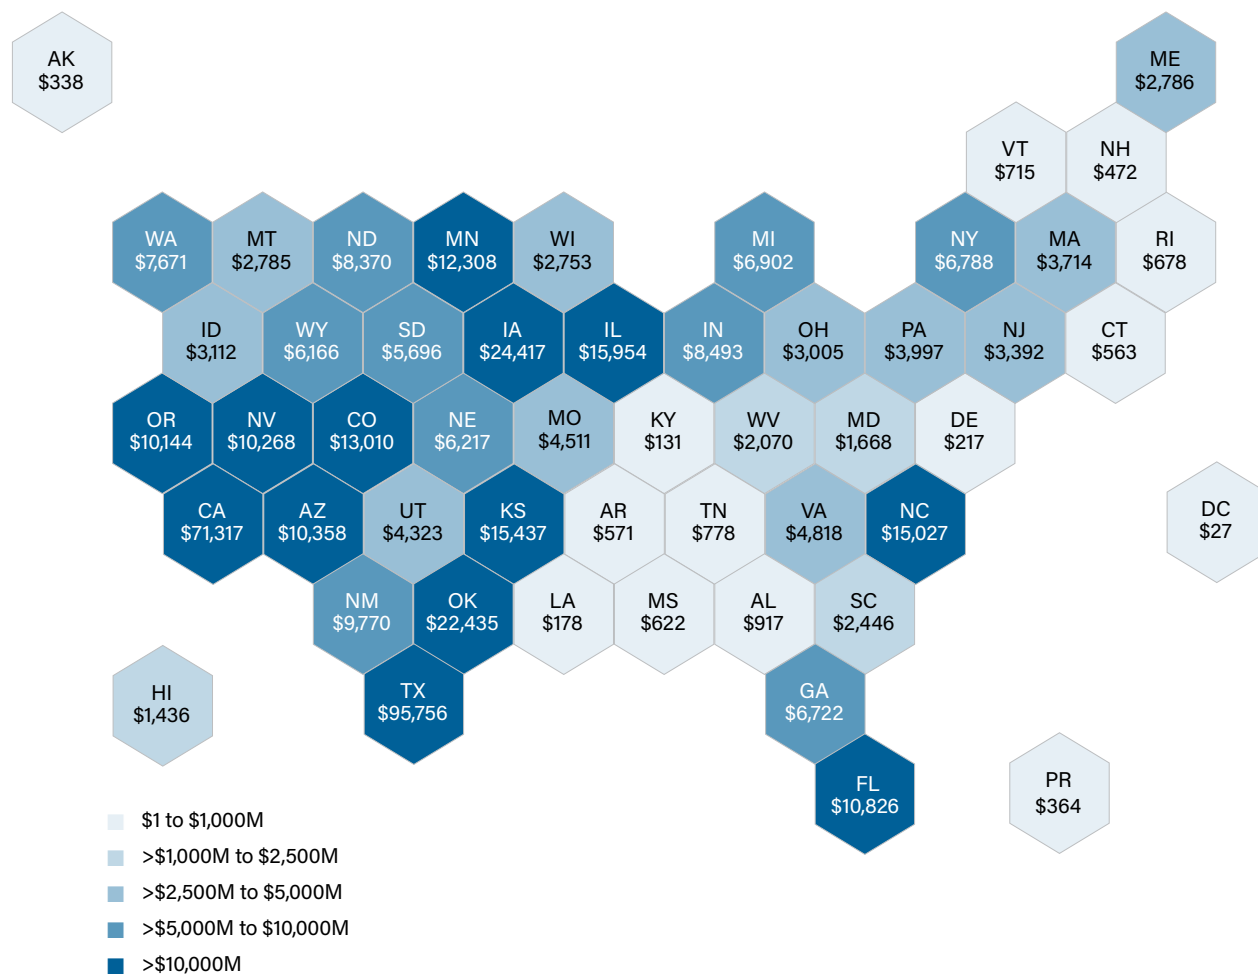 AK
$338
ME
$2,786
VT
$715
NH
$472
WA
$7,671
MT
$2,785
ND
$8,370
MN
$12,308
WI
$2,753
MI
$6,902
NY
$6,788
MA
$3,714
RI
$678
ID
$3,112
WY
$6,166
SD
$5,696
IA
$24,417
IL
$15,954
IN
$8,493
OH
$3,005
PA
$3,997
NJ
$3,392
CT
$563
OR
$10,144
NV
$10,268
CO
$13,010
NE
$6,217
MO
$4,511
KY
$131
WV
$2,070
MD
$1,668
DE
$217
CA
$71,317
AZ
$10,358
UT
$4,323
KS
$15,437
AR
$571
TN
$778
VA
$4,818
NC
$15,027
DC
$27
NM
$9,770
OK
$22,435
LA
$178
MS
$622
AL
$917
SC
$2,446
HI
$1,436
TX
$95,756
GA
$6,722
FL
$10,826
PR
$364
$1 to $1,000M
>$1,000M to $2,500M
>$2,500M to $5,000M
>$5,000M to $10,000M
>$10,000M